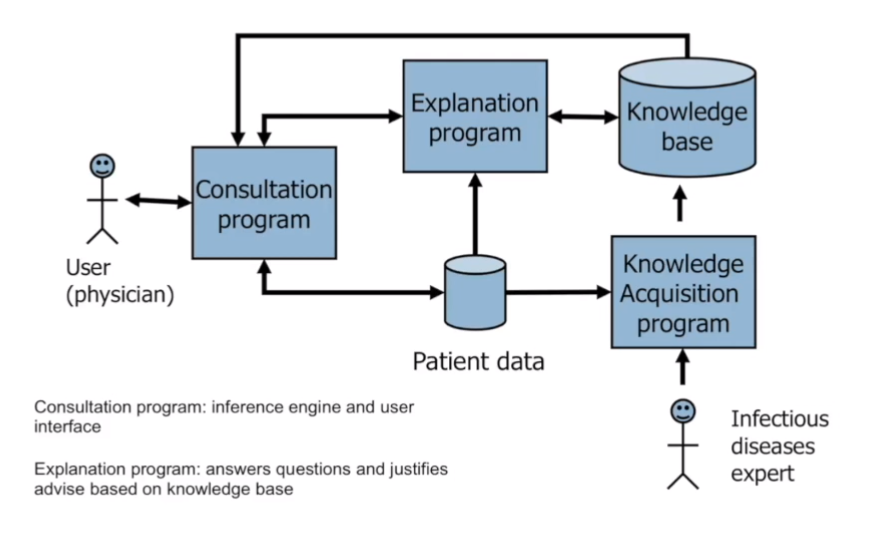 Explanation
program
Knowledge
base
Consultation
program
User
(physician)
Knowledge
Acquisition
program
Patient data
Consultation program: inference engine and user
interface
Explanation program: answers questions and justifies
advise based on knowledge base
Infectious
diseases
expert